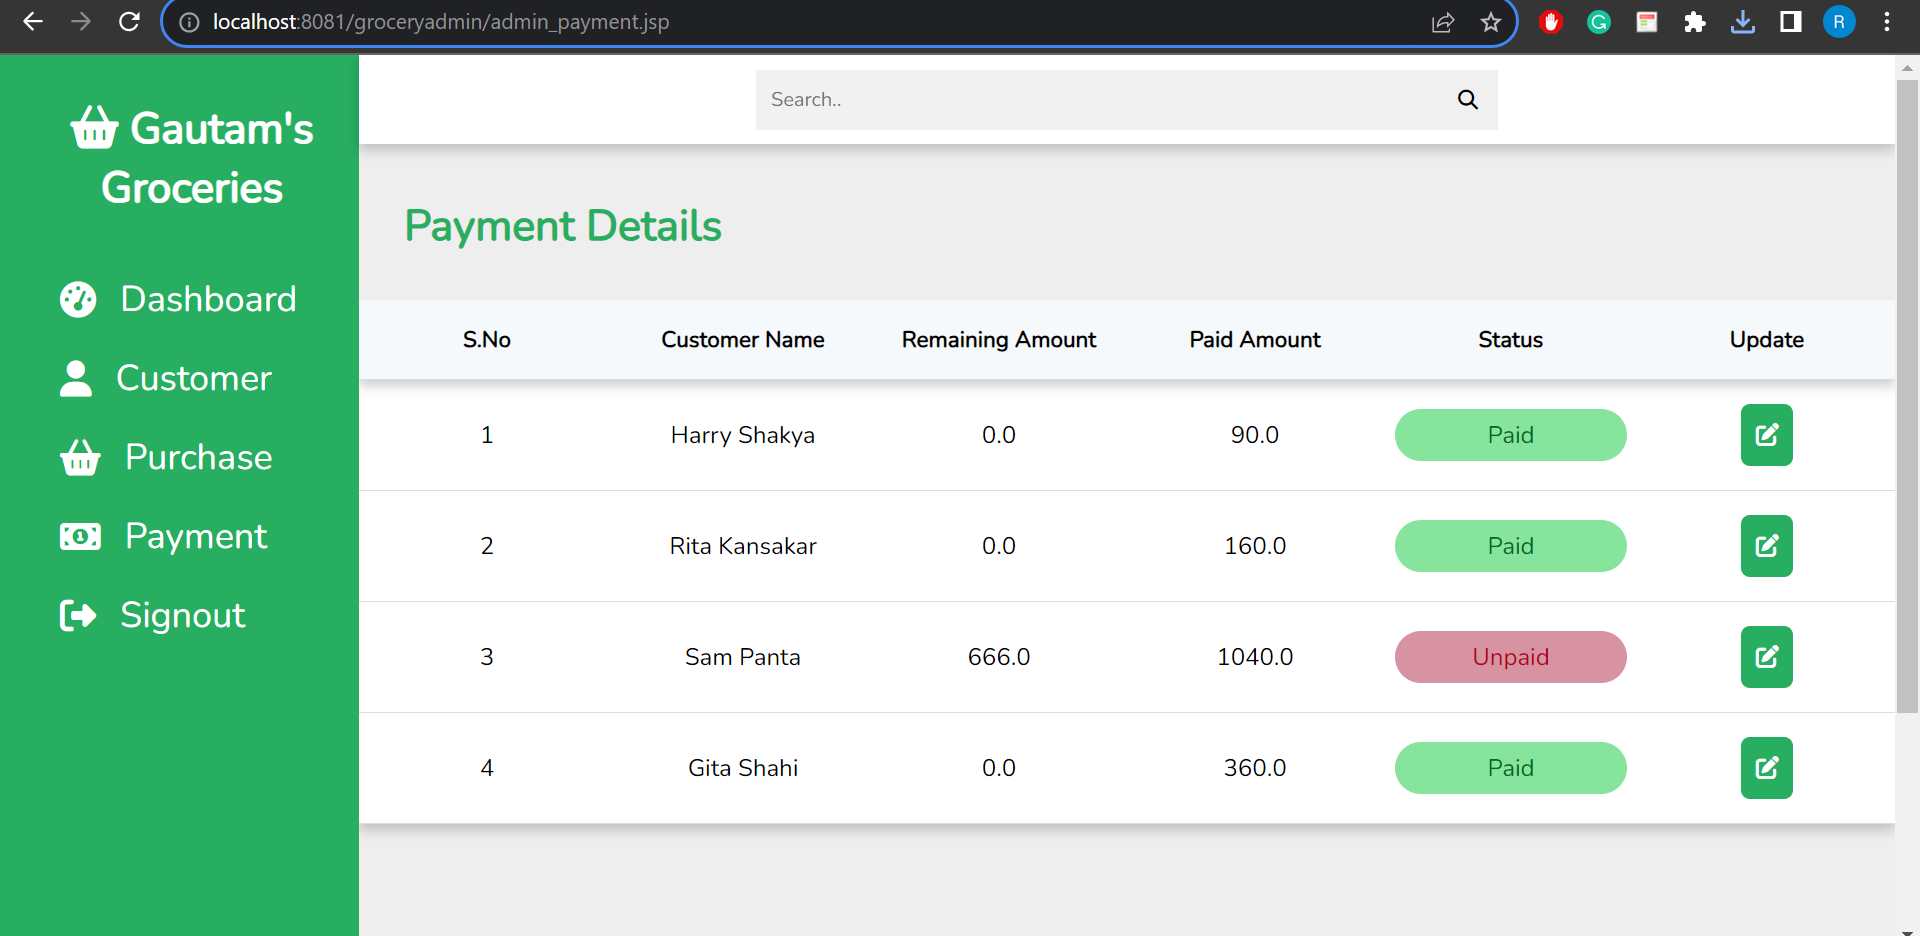 localhost:8081/groceryadmin/admin_payment.jsp
R
Gautam's
Groceries
Dashboard
Customer
Purchase
Payment
Signout
Search..
Payment Details
S.No Customer Name Remaining Amount Paid Amount Status Update
1 Harry Shakya 0.0 90.0 Paid
2 Rita Kansakar 0.0 160.0 Paid
3 Sam Panta 666.0 1040.0 Unpaid
4 Gita Shahi 0.0 360.0 Paid